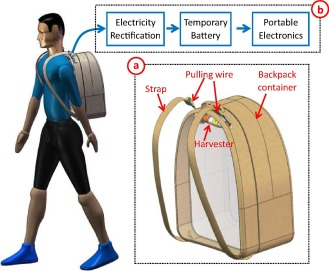 Electricity
Rectification
Temporary
Battery
Portable
Electronics
b
a
Pulling wire
Strap
Backpack
container
Harvester